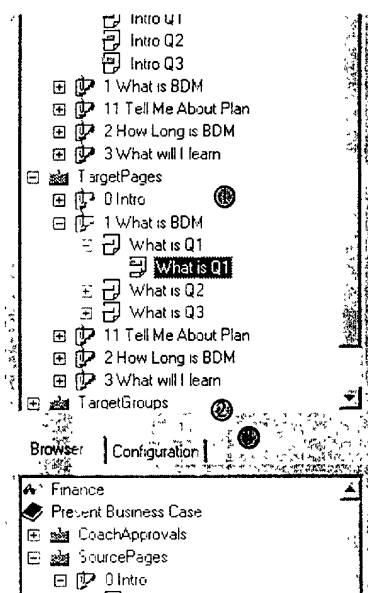 Intro Q1
Intro Q2
Intro Q3
1 What is BDM
11 Tell Me About Plan
2 How Long is BDM
3 What will I learn
TargetPages
0 Intro
1 What is BDM
What is Q1
What is Q1
What is Q2
What is Q3
11 Tell Me About Plan
2 How Long is BDM
3 What will I learn
TargetGroups
Browser Configuration
Finance
Present Business Case
CoachApprovals
SourcePages
0 Intro